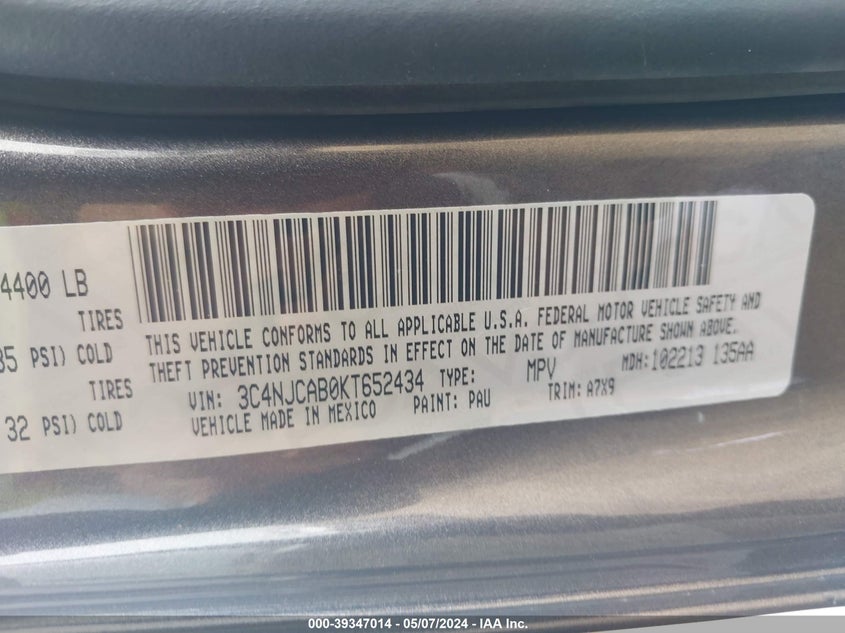 4400 LB
TIRES
35 PSI) COLD
TIRES
32 PSI) COLD
THIS VEHICLE CONFORMS TO ALL APPLICABLE U.S.A. FEDERAL MOTOR VEHICLE SAFETY AND
THEFT PREVENTION STANDARDS IN EFFECT ON THE DATE OF MANUFACTURE SHOWN ABOVE.
VIN: 3C4NJCAB0KT652434 TYPE: MPV MDH:102213 135AA
VEHICLE MADE IN MEXICO PAINT: PAU TRIM: A7X9
000-39347014 - 05/07/2024 - IAA Inc.